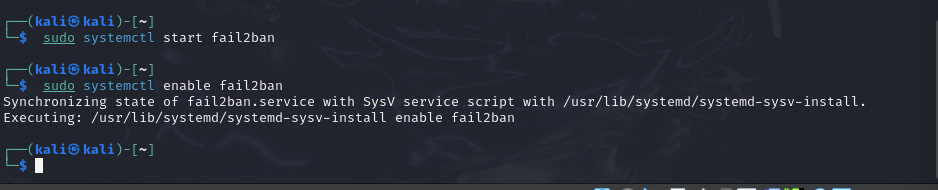 ┌──(kali㉿kali)-[~]
└─$ sudo systemctl start fail2ban
┌──(kali㉿kali)-[~]
└─$ sudo systemctl enable fail2ban
Synchronizing state of fail2ban.service with SysV service script with /usr/lib/systemd/systemd-sysv-install.
Executing: /usr/lib/systemd/systemd-sysv-install enable fail2ban
┌──(kali㉿kali)-[~]
└─$